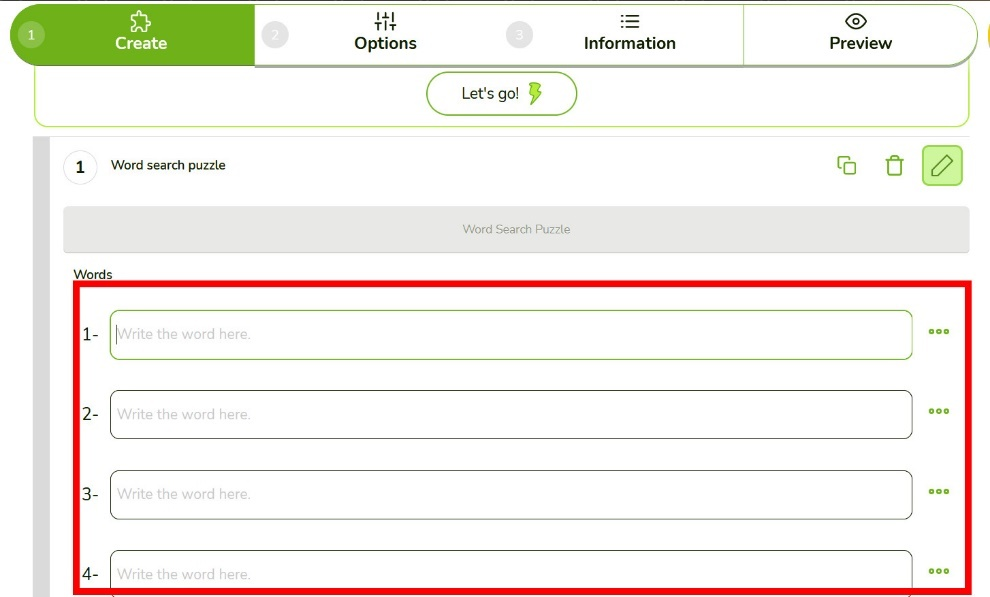 1
Create
2
Options
3
Information
Preview
Let's go!
1
Word search puzzle
Word Search Puzzle
Words
1-
Write the word here.
2-
Write the word here.
3-
Write the word here.
4-
Write the word here.